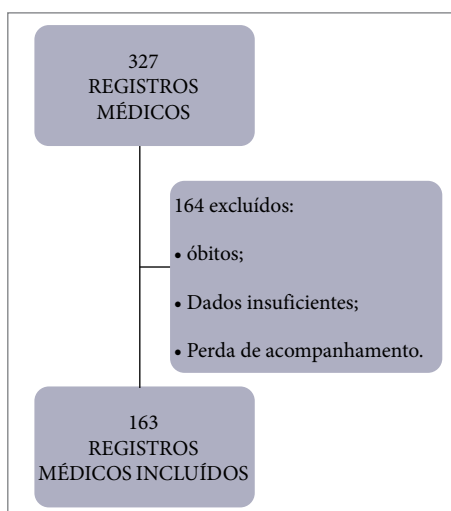 327
REGISTROS
MÉDICOS
164 excluídos:
• óbitos;
• Dados insuficientes;
• Perda de acompanhamento.
163
REGISTROS
MÉDICOS INCLUÍDOS